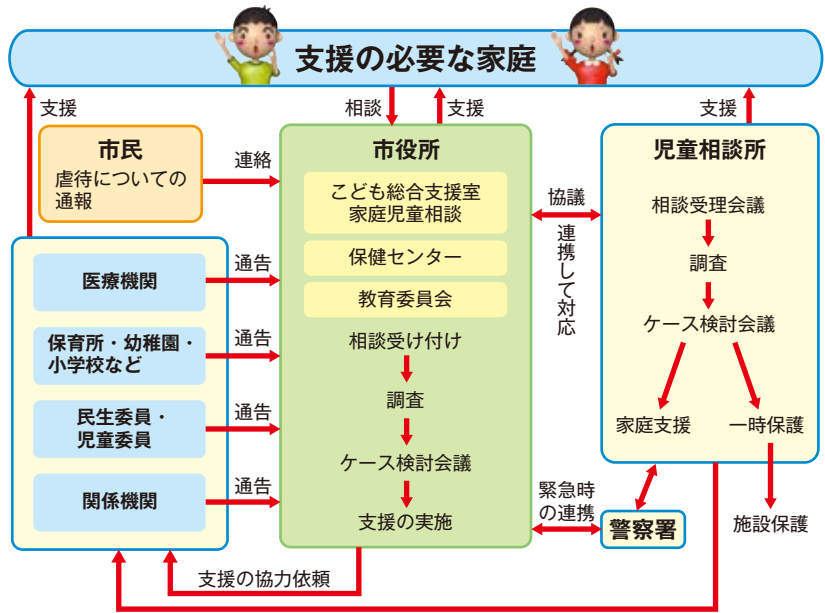 支援の必要な家庭
支援
相談
支援
支援
市民
虐待についての
通報
連絡
市役所
こども総合支援室
家庭児童相談
保健センター
教育委員会
相談受け付け
調査
ケース検討会議
支援の実施
協議
連携して対応
児童相談所
相談受理会議
調査
ケース検討会議
家庭支援
一時保護
施設保護
医療機関
通告
保育所・幼稚園・
小学校など
通告
民生委員・
児童委員
通告
関係機関
通告
緊急時
の連携
警察署
支援の協力依頼